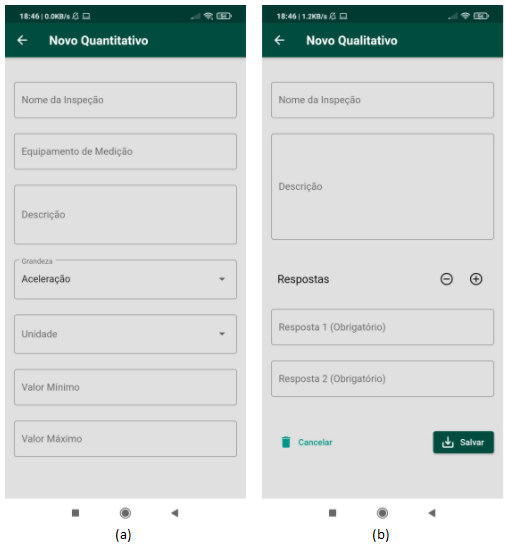 18:46 | 0.0KB/s
Novo Quantitativo
Nome da Inspeção
Equipamento de Medição
Descrição
Grandeza
Aceleração
Unidade
Valor Mínimo
Valor Máximo
(a)
18:46 | 1.2KB/s
Novo Qualitativo
Nome da Inspeção
Descrição
Respostas
Resposta 1 (Obrigatório)
Resposta 2 (Obrigatório)
Cancelar
Salvar
(b)